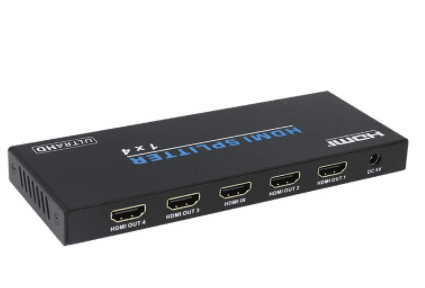 HDMI
HDMI SPLITTER
1 x 4
ULTRAHD
HDMI OUT 4
HDMI OUT 3
HDMI IN
HDMI OUT 2
HDMI OUT 1
DC 5V